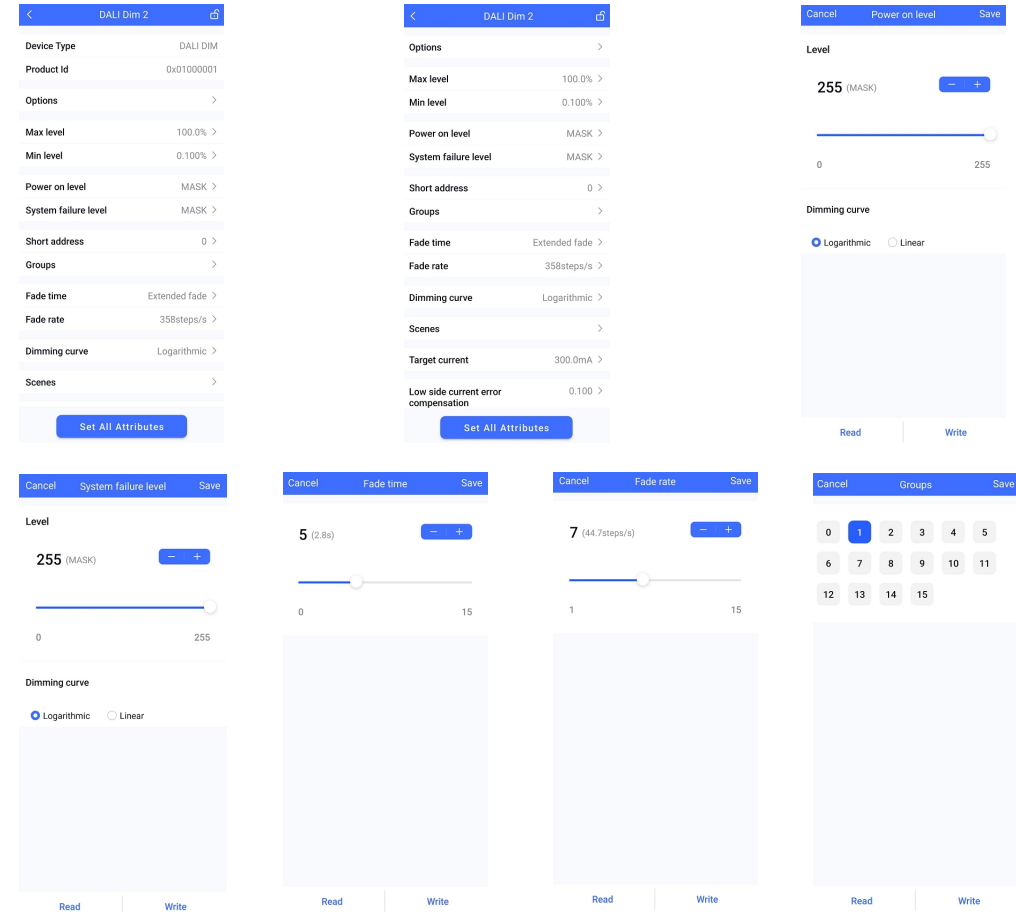 DALI Dim 2
Device Type DALI DIM
Product Id 0x01000001
Options
Max level 100.0%
Min level 0.100%
Power on level MASK
System failure level MASK
Short address 0
Groups
Fade time Extended fade
Fade rate 358steps/s
Dimming curve Logarithmic
Scenes
Set All Attributes
DALI Dim 2
Options
Max level 100.0%
Min level 0.100%
Power on level MASK
System failure level MASK
Short address 0
Groups
Fade time Extended fade
Fade rate 358steps/s
Dimming curve Logarithmic
Scenes
Target current 300.0mA
Low side current error 0.100
compensation
Set All Attributes
Cancel Power on level Save
Level
255 (MASK) - +
0 255
Dimming curve
Logarithmic Linear
Read Write
Cancel System failure level Save
Level
255 (MASK) - +
0 255
Dimming curve
Logarithmic Linear
Read Write
Cancel Fade time Save
5 (2.8s) - +
0 15
Read Write
Cancel Fade rate Save
7 (44.7steps/s) - +
1 15
Read Write
Cancel Groups Save
0 1 2 3 4 5
6 7 8 9 10 11
12 13 14 15
Read Write